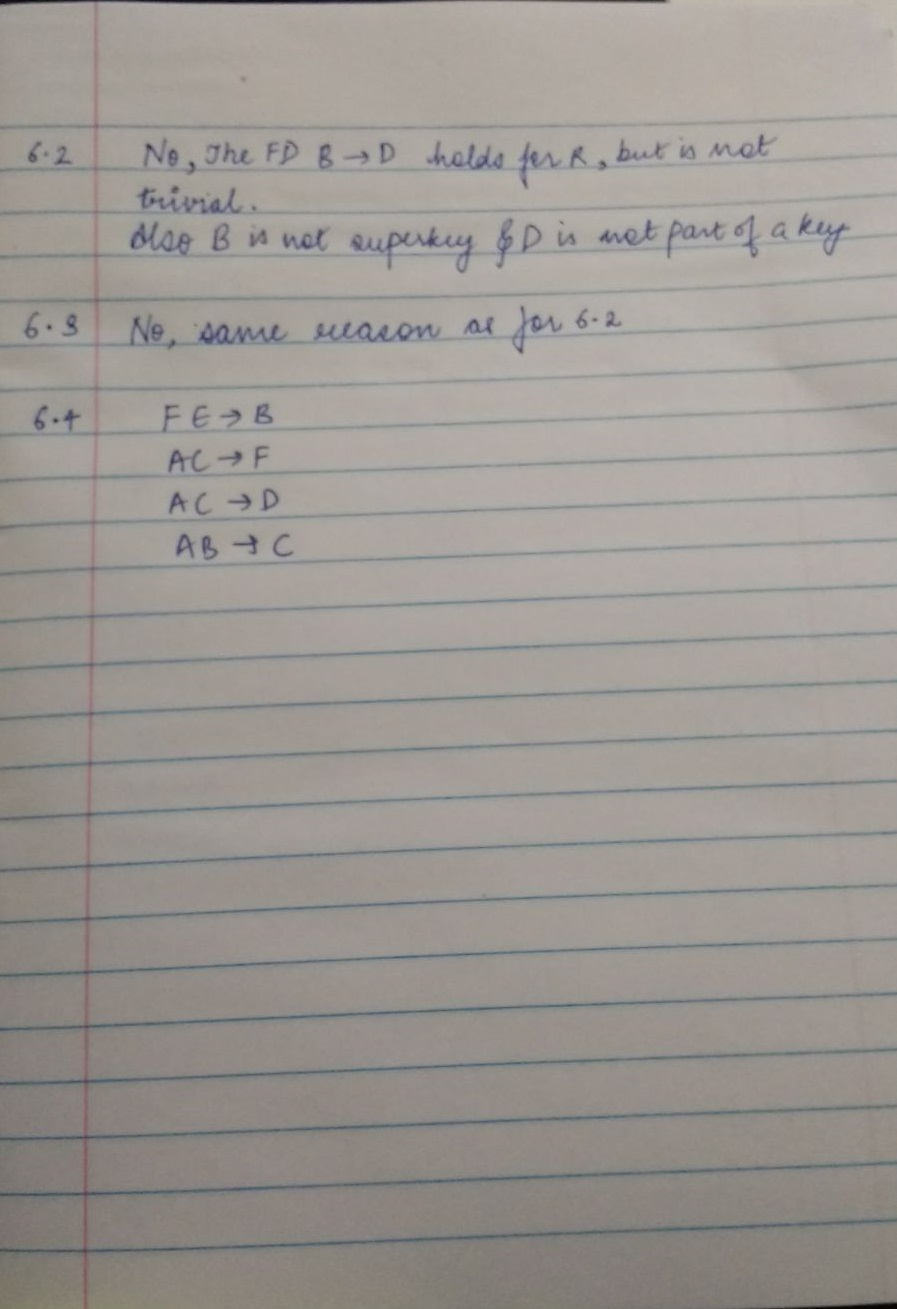 6.2 No, The FD B → D holds for R, but is not
trivial.
Also B is not superkey & D is not part of a key
6.3 No, same reason as for 6.2
6.4 FE → B
AC → F
AC → D
AB → C